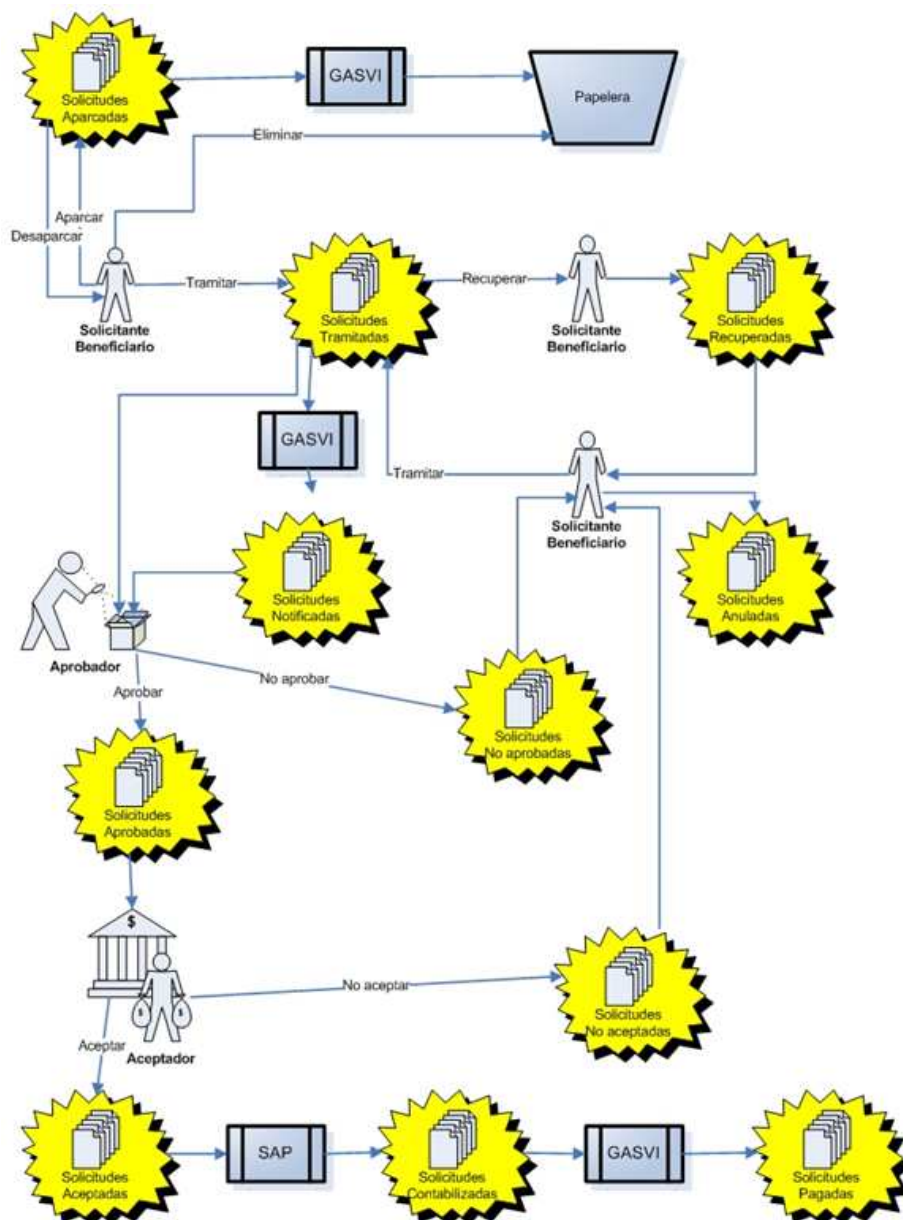 Solicitudes
Aparcadas
GASVI
Papelera
Eliminar
Aparcar
Desaparcar
Solicitante
Beneficiario
Tramitar
Solicitudes
Tramitadas
Recuperar
Solicitante
Beneficiario
Solicitudes
Recuperadas
GASVI
Tramitar
Solicitante
Beneficiario
Solicitudes
Anuladas
Solicitudes
Notificadas
Aprobador
No aprobar
Aprobar
Solicitudes
No aprobadas
Solicitudes
Aprobadas
$
$
$
Aceptador
No aceptar
Solicitudes
No aceptadas
Aceptar
Solicitudes
Aceptadas
SAP
Solicitudes
Contabilizadas
GASVI
Solicitudes
Pagadas